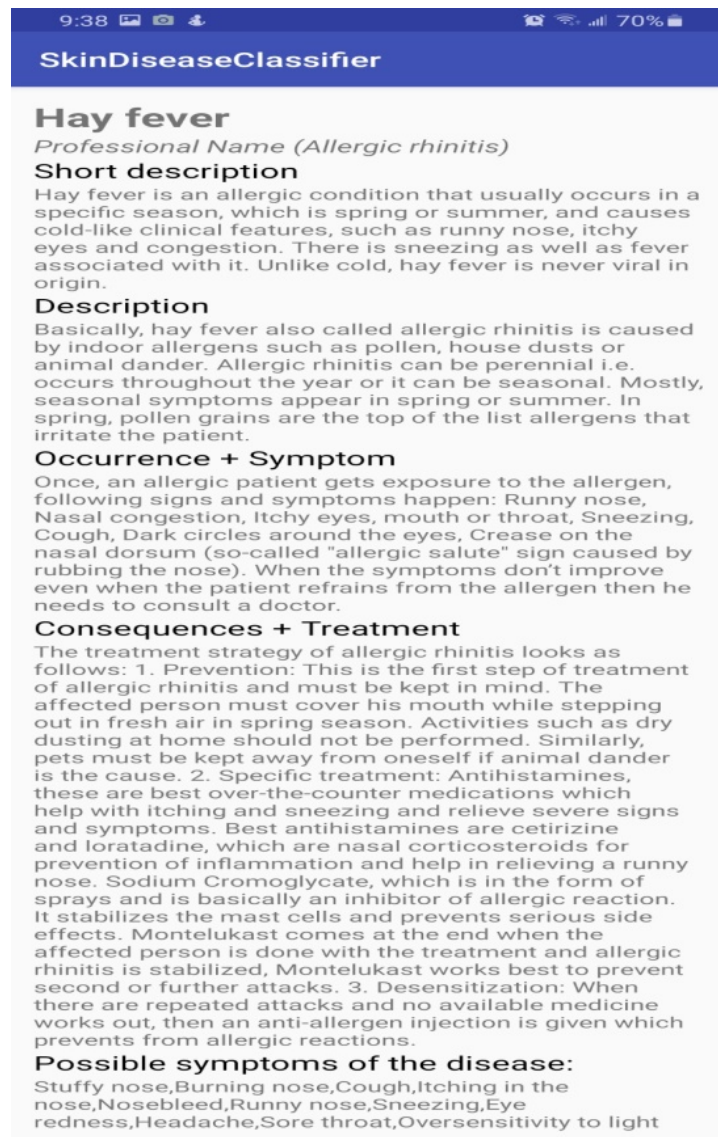 9:38 70%
SkinDiseaseClassifier
Hay fever
Professional Name (Allergic rhinitis)
Short description
Hay fever is an allergic condition that usually occurs in a
specific season, which is spring or summer, and causes
cold-like clinical features, such as runny nose, itchy
eyes and congestion. There is sneezing as well as fever
associated with it. Unlike cold, hay fever is never viral in
origin.
Description
Basically, hay fever also called allergic rhinitis is caused
by indoor allergens such as pollen, house dusts or
animal dander. Allergic rhinitis can be perennial i.e.
occurs throughout the year or it can be seasonal. Mostly,
seasonal symptoms appear in spring or summer. In
spring, pollen grains are the top of the list allergens that
irritate the patient.
Occurrence + Symptom
Once, an allergic patient gets exposure to the allergen,
following signs and symptoms happen: Runny nose,
Nasal congestion, Itchy eyes, mouth or throat, Sneezing,
Cough, Dark circles around the eyes, Crease on the
nasal dorsum (so-called "allergic salute" sign caused by
rubbing the nose). When the symptoms don't improve
even when the patient refrains from the allergen then he
needs to consult a doctor.
Consequences + Treatment
The treatment strategy of allergic rhinitis looks as
follows: 1. Prevention: This is the first step of treatment
of allergic rhinitis and must be kept in mind. The
affected person must cover his mouth while stepping
out in fresh air in spring season. Activities such as dry
dusting at home should not be performed. Similarly,
pets must be kept away from oneself if animal dander
is the cause. 2. Specific treatment: Antihistamines,
these are best over-the-counter medications which
help with itching and sneezing and relieve severe signs
and symptoms. Best antihistamines are cetirizine
and loratadine, which are nasal corticosteroids for
prevention of inflammation and help in relieving a runny
nose. Sodium Cromoglycate, which is in the form of
sprays and is basically an inhibitor of allergic reaction.
It stabilizes the mast cells and prevents serious side
effects. Montelukast comes at the end when the
affected person is done with the treatment and allergic
rhinitis is stabilized, Montelukast works best to prevent
second or further attacks. 3. Desensitization: When
there are repeated attacks and no available medicine
works out, then an anti-allergen injection is given which
prevents from allergic reactions.
Possible symptoms of the disease:
Stuffy nose,Burning nose,Cough,Itching in the
nose,Nosebleed,Runny nose,Sneezing,Eye
redness,Headache,Sore throat,Oversensitivity to light